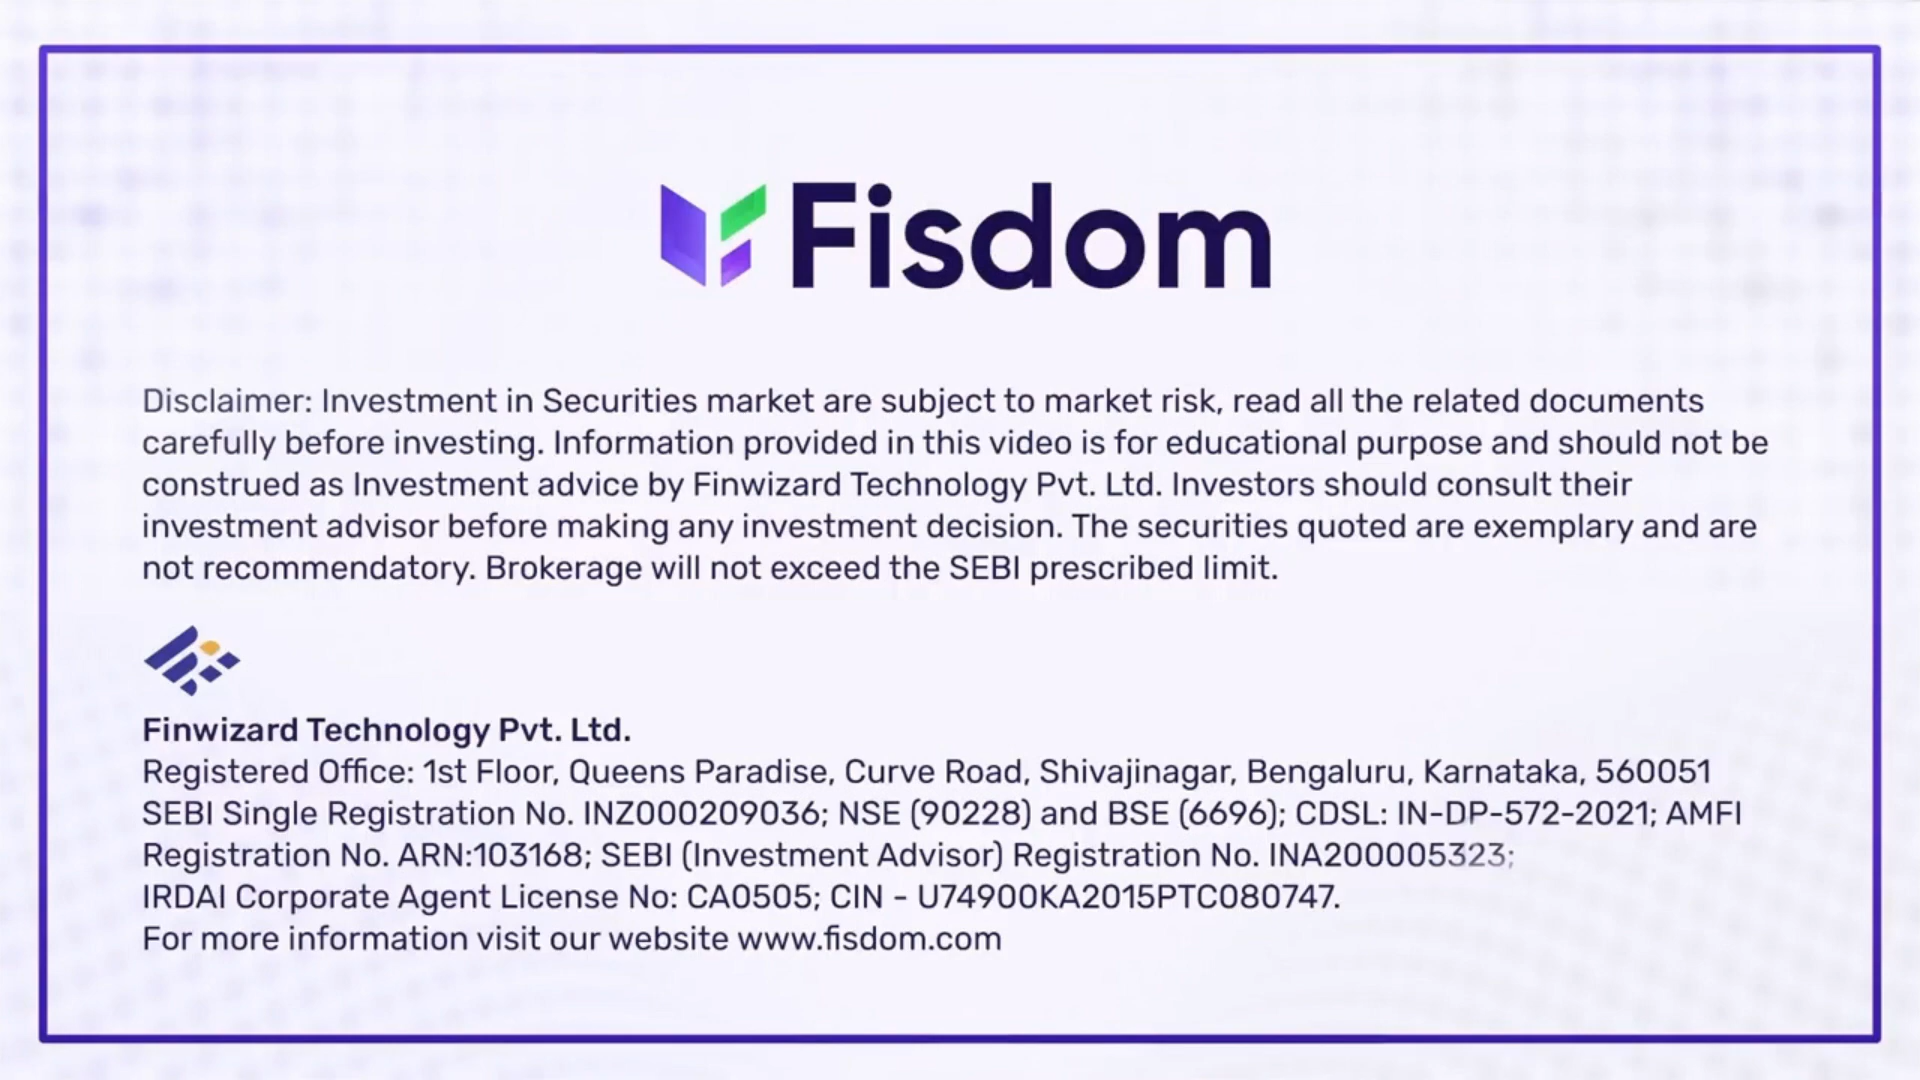 Fisdom
Disclaimer: Investment in Securities market are subject to market risk, read all the related documents
carefully before investing. Information provided in this video is for educational purpose and should not be
construed as Investment advice by Finwizard Technology Pvt. Ltd. Investors should consult their
investment advisor before making any investment decision. The securities quoted are exemplary and are
not recommendatory. Brokerage will not exceed the SEBI prescribed limit.
Finwizard Technology Pvt. Ltd.
Registered Office: 1st Floor, Queens Paradise, Curve Road, Shivajinagar, Bengaluru, Karnataka, 560051
SEBI Single Registration No. INZ000209036; NSE (90228) and BSE (6696); CDSL: IN-DP-572-2021; AMFI
Registration No. ARN:103168; SEBI (Investment Advisor) Registration No. INA200005323;
IRDAI Corporate Agent License No: CA0505; CIN - U74900KA2015PTC080747.
For more information visit our website www.fisdom.com